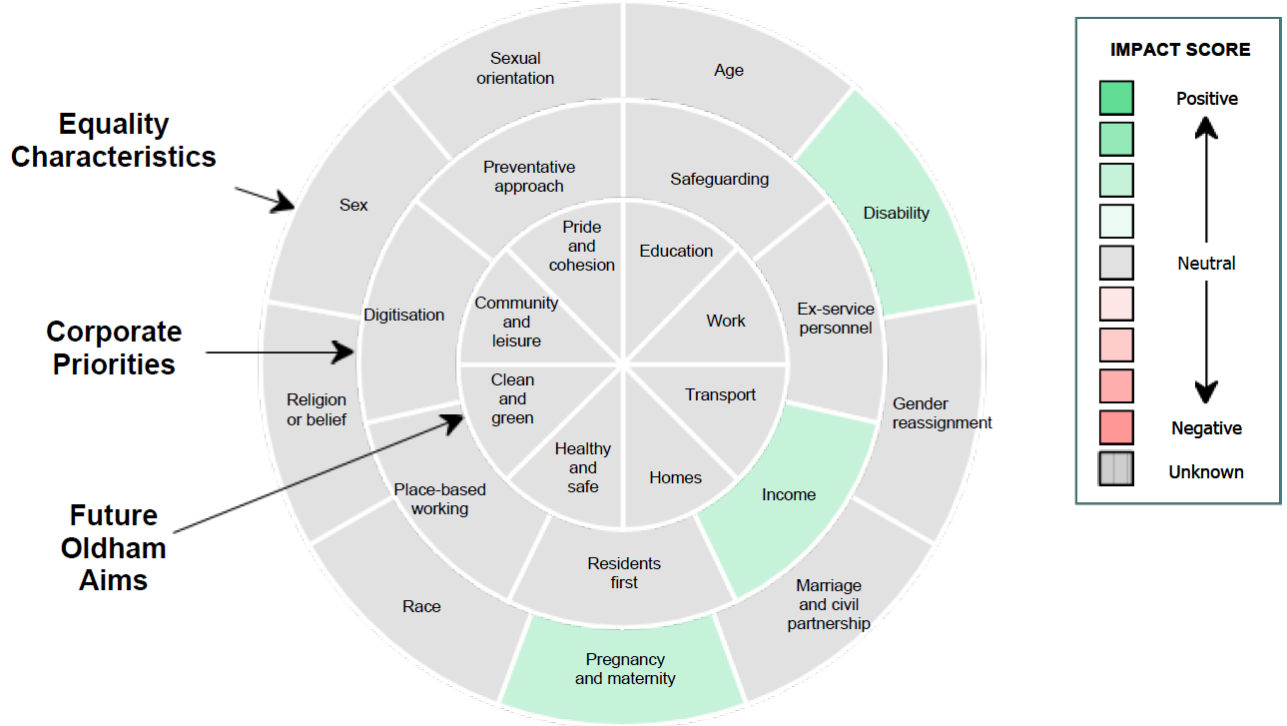 Equality
Characteristics
Corporate
Priorities
Future
Oldham
Aims
Sexual
orientation
Age
Disability
Gender
reassignment
Marriage
and civil
partnership
Pregnancy
and maternity
Race
Religion
or belief
Sex
Preventative
approach
Safeguarding
Ex-service
personnel
Income
Residents
first
Place-based
working
Digitisation
Pride
and
cohesion
Education
Work
Transport
Homes
Healthy
and
safe
Clean
and
green
Community
and
leisure
IMPACT SCORE
Positive
Neutral
Negative
Unknown